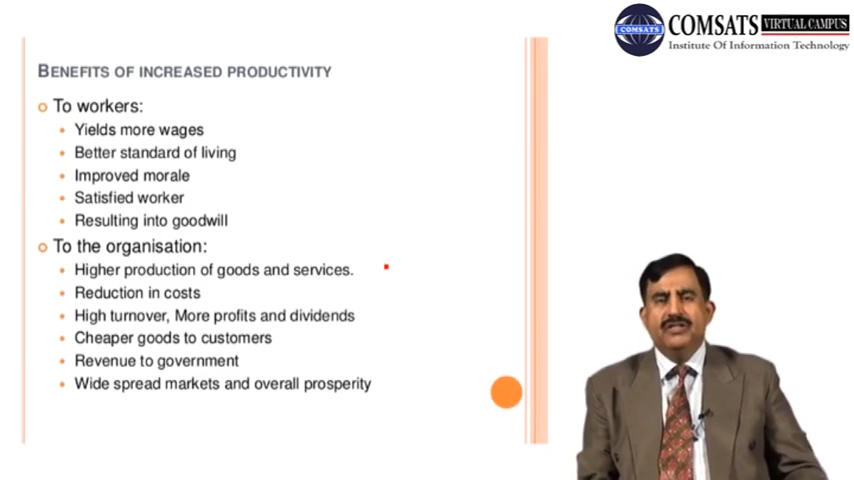 COMSATS VIRTUAL CAMPUS
COMSATS
Institute Of Information Technology
BENEFITS OF INCREASED PRODUCTIVITY
To workers:
Yields more wages
Better standard of living
Improved morale
Satisfied worker
Resulting into goodwill
To the organisation:
Higher production of goods and services.
Reduction in costs
High turnover, More profits and dividends
Cheaper goods to customers
Revenue to government
Wide spread markets and overall prosperity